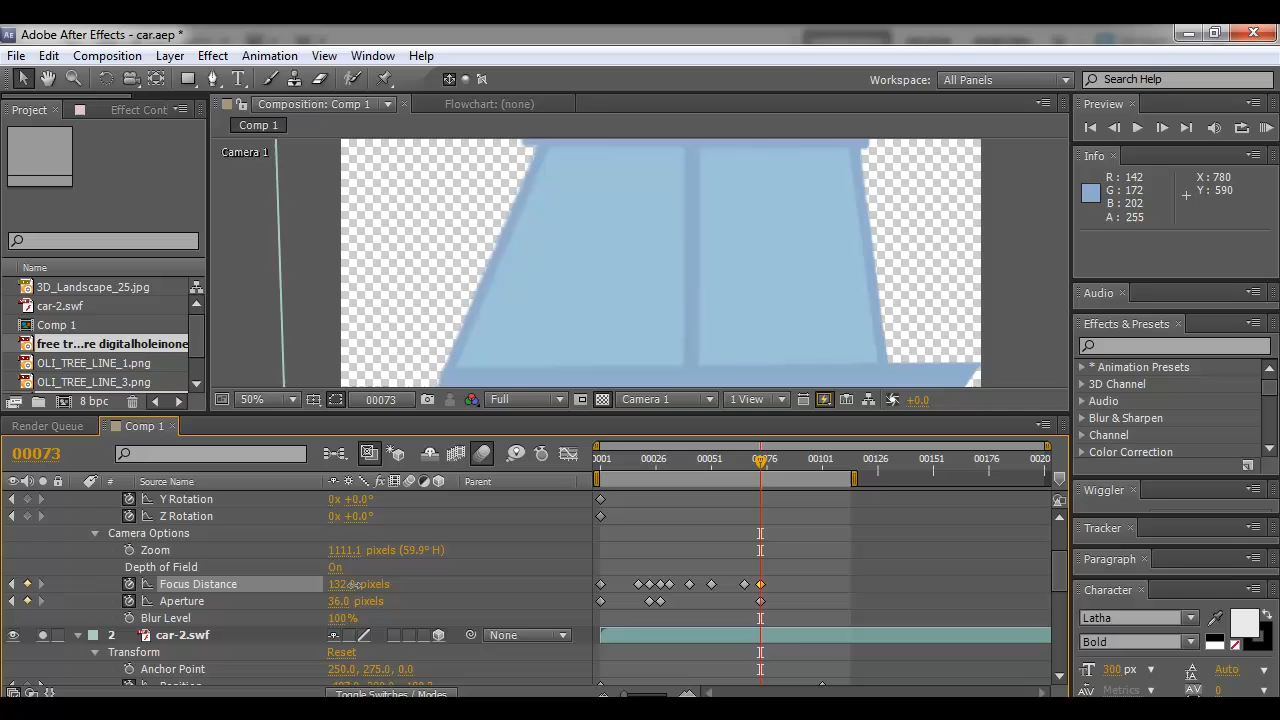 Adobe After Effects - car.aep *
File Edit Composition Layer Effect Animation View Window Help
Workspace: All Panels Search Help
Project Effect Cont Composition: Comp 1 Flowchart: (none) Preview
Comp 1
Camera 1
Info
R: 142 X: 780
G: 172 Y: 590
B: 202
A: 255
Name
3D_Landscape_25.jpg
car-2.swf
Comp 1
free tr...re digitalholeinone
OLI_TREE_LINE_1.png
OLI_TREE_LINE_3.png
Audio
Effects & Presets
* Animation Presets
3D Channel
Audio
Blur & Sharpen
Channel
Color Correction
8 bpc 50% 00073 Full Camera 1 1 View +0.0
Render Queue Comp 1
00073
0001 00026 00051 00076 00101 00126 00151 00176 0020
# Source Name Parent
Y Rotation 0x +0.0°
Z Rotation 0x +0.0°
Camera Options
Zoom 1111.1 pixels (59.9° H)
Depth of Field On
Focus Distance pixels
Aperture 36.0 pixels
Blur Level 100%
2 car-2.swf None
Transform Reset
Anchor Point 250.0, 275.0, 0.0
Toggle Switches / Modes
Wiggler
Tracker
Paragraph
Character
Latha
Bold
300 px Auto
Metrics 0